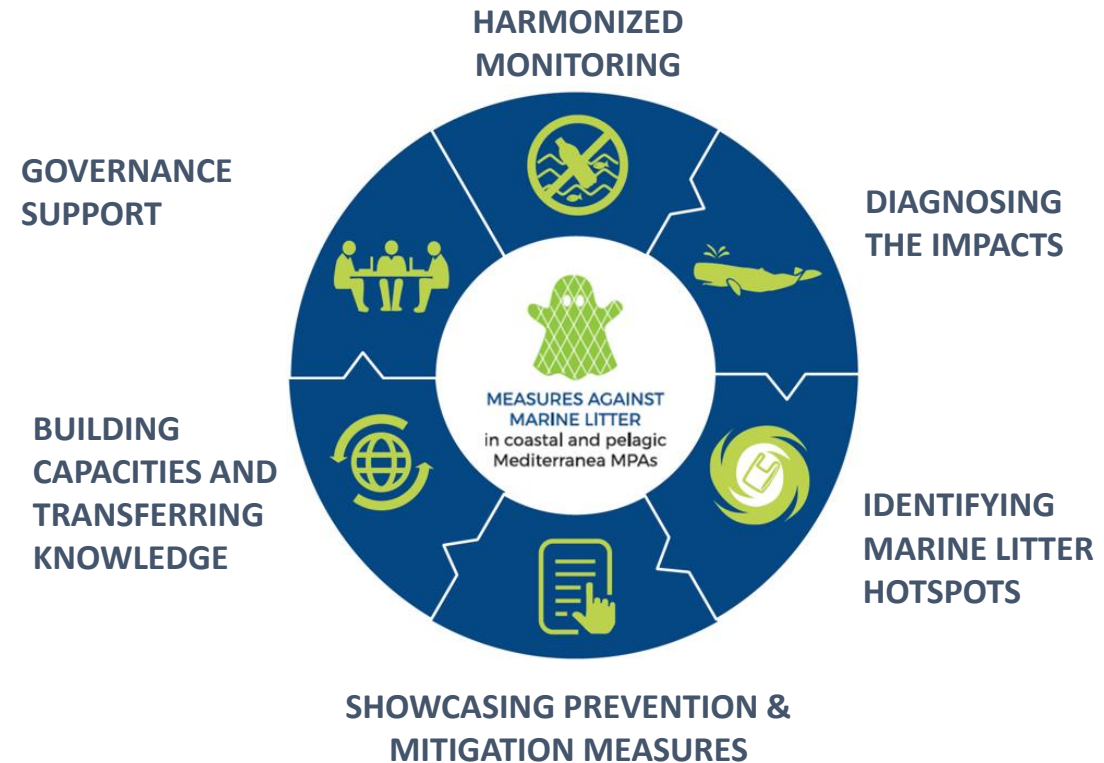 HARMONIZED
MONITORING
GOVERNANCE
SUPPORT
DIAGNOSING
THE IMPACTS
MEASURES AGAINST
MARINE LITTER
in coastal and pelagic
Mediterranea MPAs
BUILDING
CAPACITIES AND
TRANSFERRING
KNOWLEDGE
IDENTIFYING
MARINE LITTER
HOTSPOTS
SHOWCASING PREVENTION &
MITIGATION MEASURES